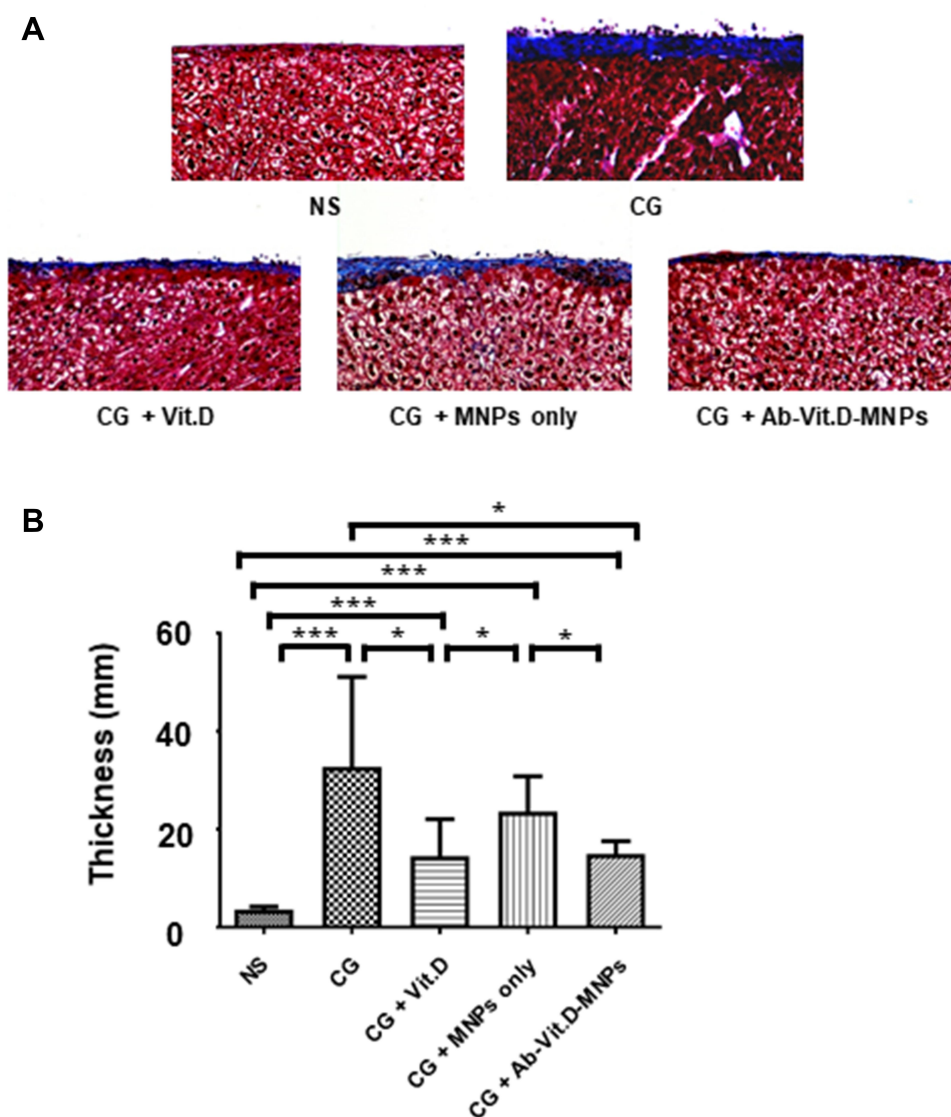 A
NS
CG
CG + Vit.D
CG + MNPs only
CG + Ab-Vit.D-MNPs
B
*
***
***
***
***
*
*
*
Thickness (mm)
60
40
20
0
NS
CG
CG + Vit.D
CG + MNPs only
CG + Ab-Vit.D-MNPs